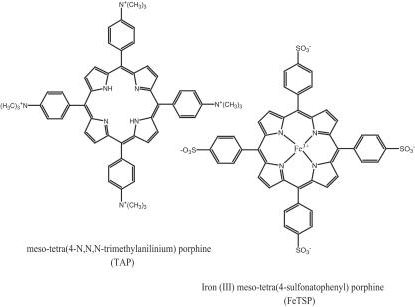 N⁺(CH₃)₃
NH
N
(H₃C)₃N⁺
N⁺(CH₃)₃
N
HN
N⁺(CH₃)₃
SO₃⁻
N
N
Fe³⁺
⁻O₃S
SO₃⁻
N
N
SO₃⁻
meso-tetra(4-N,N,N-trimethylanilinium) porphine
(TAP)
Iron (III) meso-tetra(4-sulfonatophenyl) porphine
(FeTSP)